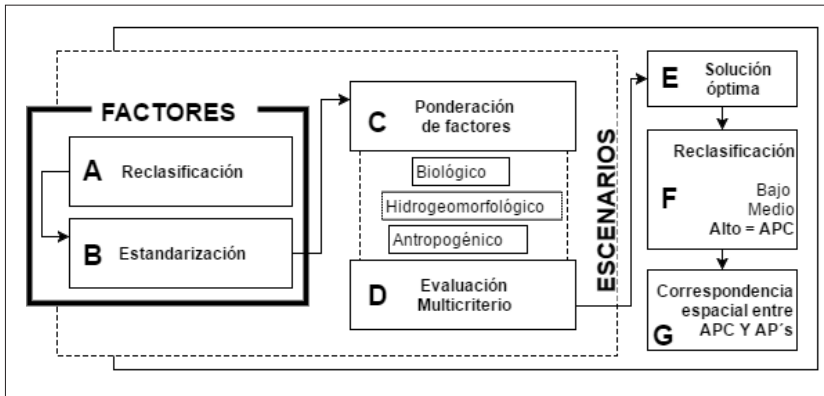 FACTORES
A Reclasificación
B Estandarización
C Ponderación
de factores
Biológico
Hidrogeomorfológico
Antropogénico
D Evaluación
Multicriterio
ESCENARIOS
E Solución
óptima
Reclasificación
F Bajo
Medio
Alto = APC
Correspondencia
espacial entre
G APC Y AP´s